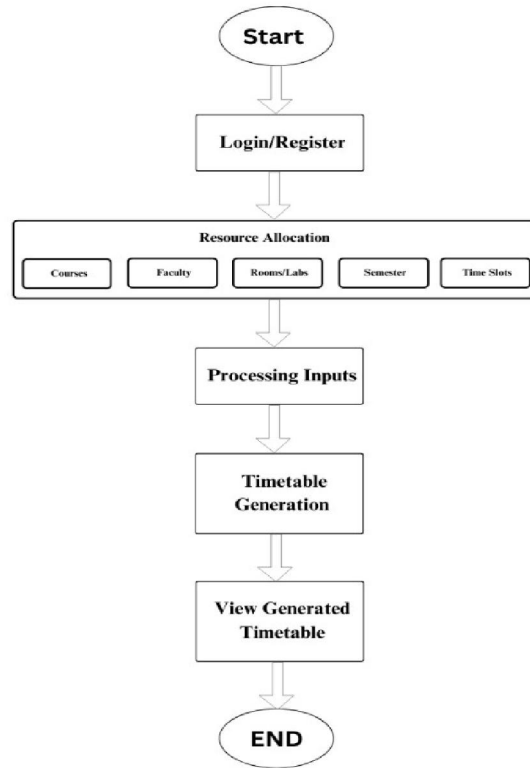 Start
Login/Register
Resource Allocation
Courses Faculty Rooms/Labs Semester Time Slots
Processing Inputs
Timetable
Generation
View Generated
Timetable
END